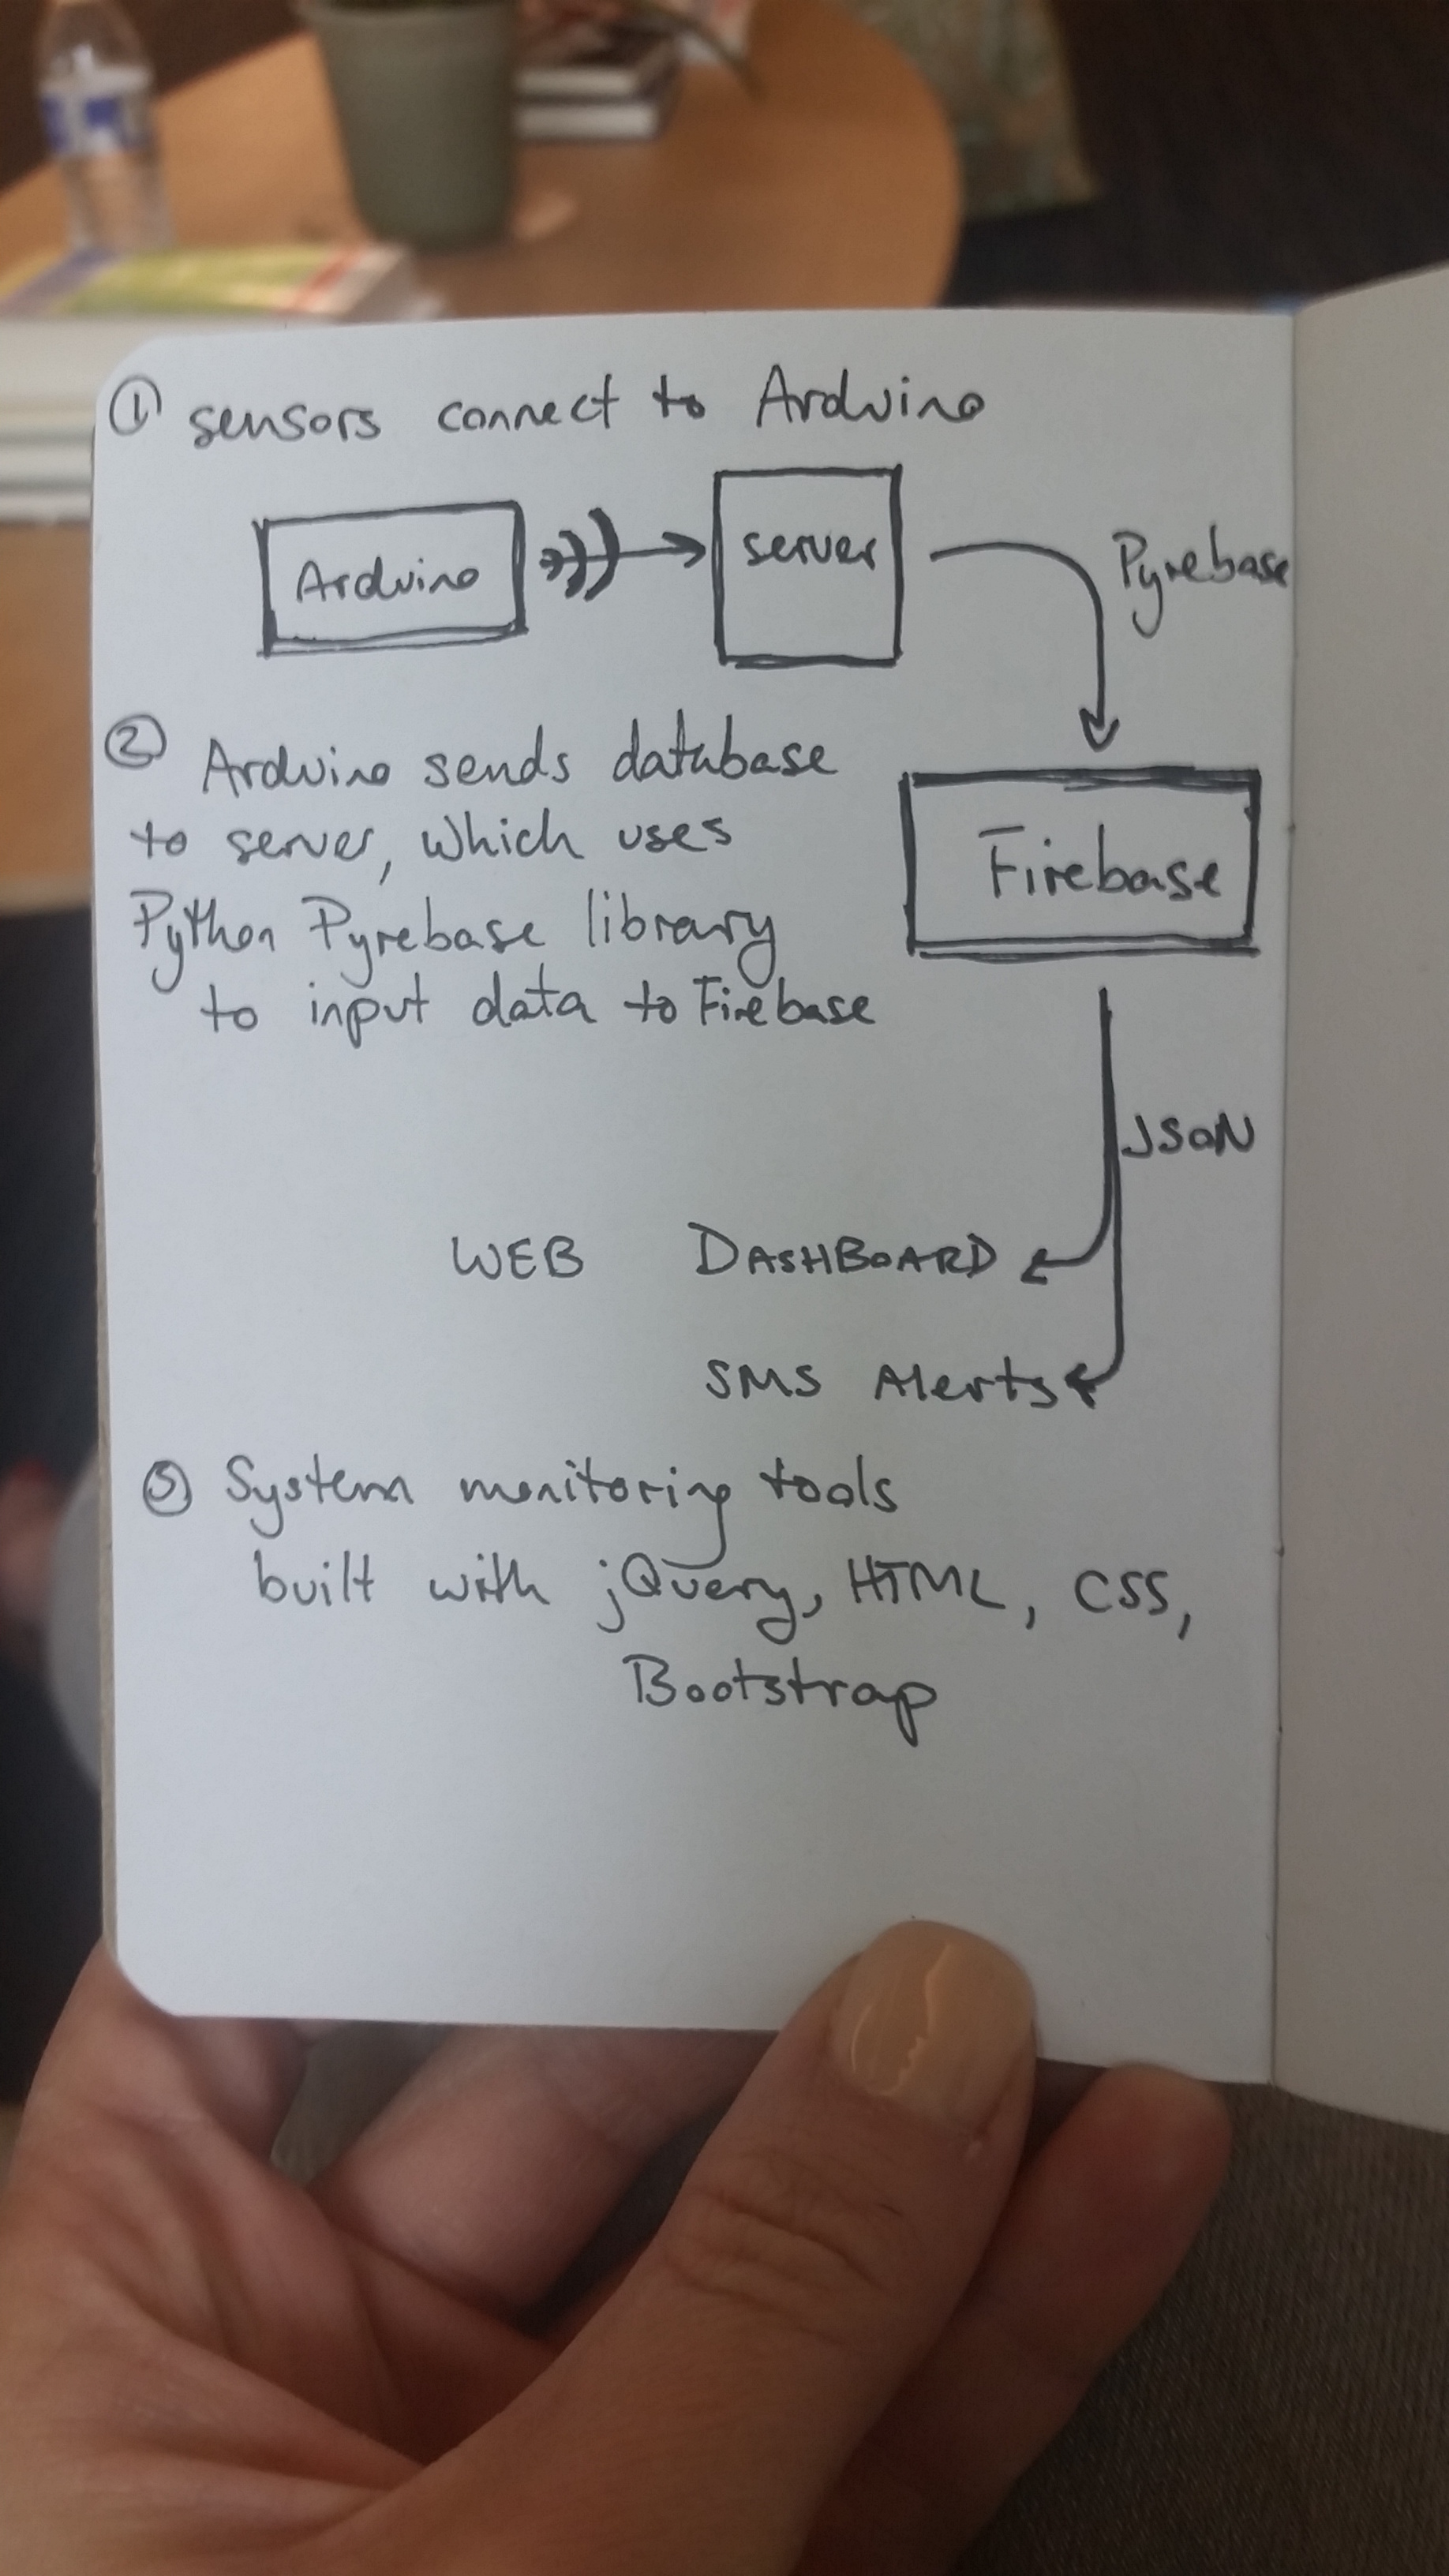 ① sensors connect to Arduino
Arduino
server
Pyrebase
② Arduino sends database
to server, which uses
Python Pyrebase library
to input data to Firebase
Firebase
JSON
WEB DASHBOARD
SMS Alerts
③ System monitoring tools
built with jQuery, HTML, CSS,
Bootstrap